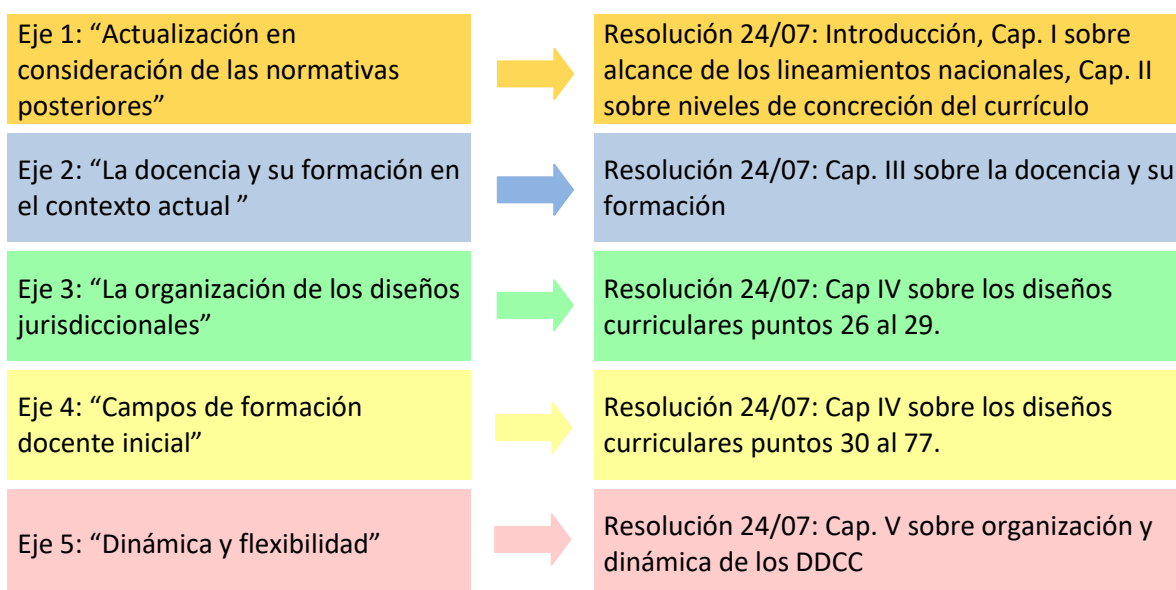 Eje 1: “Actualización en
consideración de las normativas
posteriores”
Resolución 24/07: Introducción, Cap. I sobre
alcance de los lineamientos nacionales, Cap. II
sobre niveles de concreción del currículo
Eje 2: “La docencia y su formación en
el contexto actual ”
Resolución 24/07: Cap. III sobre la docencia y su
formación
Eje 3: “La organización de los diseños
jurisdiccionales”
Resolución 24/07: Cap IV sobre los diseños
curriculares puntos 26 al 29.
Eje 4: “Campos de formación
docente inicial”
Resolución 24/07: Cap IV sobre los diseños
curriculares puntos 30 al 77.
Eje 5: “Dinámica y flexibilidad”
Resolución 24/07: Cap. V sobre organización y
dinámica de los DDCC